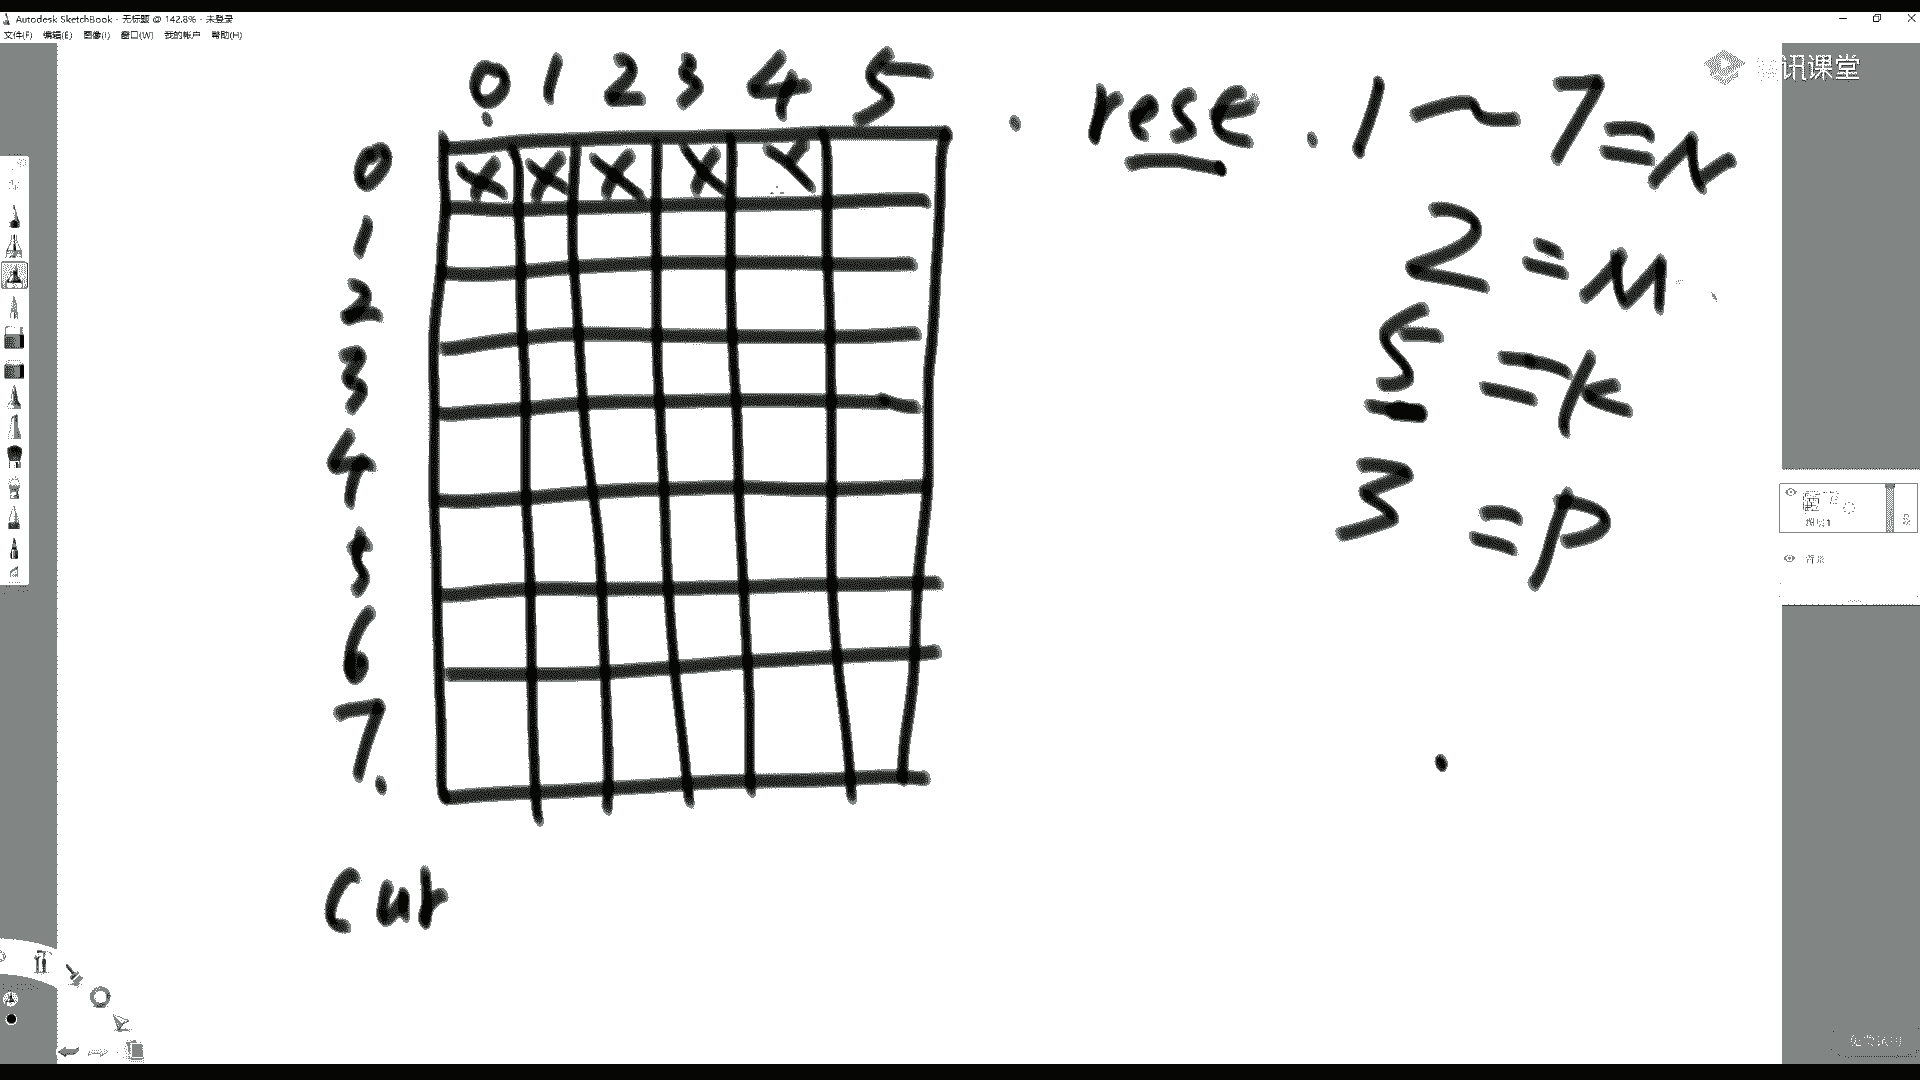 Autodesk SketchBook - 无标题 @ 142.8% - 未登录
文件(F) 编辑(E) 图像(I) 窗口(W) 我的帐户 帮助(H)
讯课堂
0 1 2 3 4 5
rese. 1 ~ 7 = N
0 X X X X
1
2 = M
2
3
5 = K
4
3 = P
5
6
7.
cur
图层1
背景